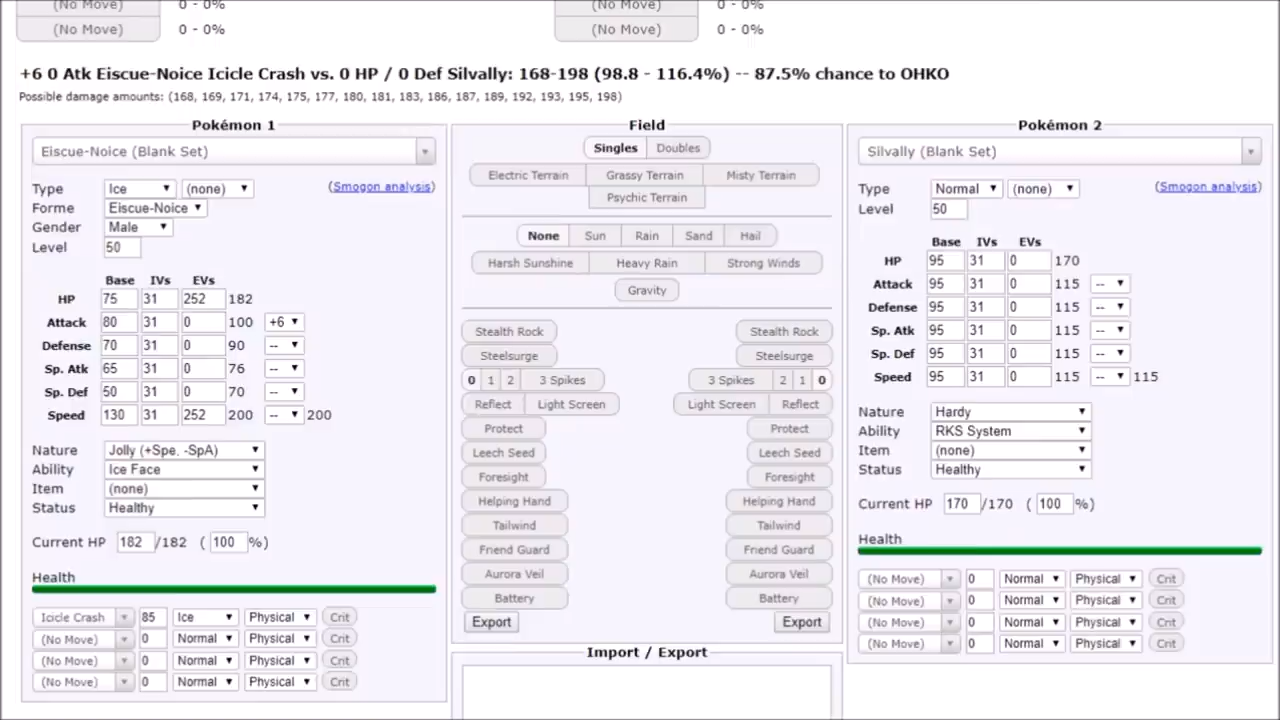 (No Move) 0 - 0% (No Move) 0 - 0%
(No Move) 0 - 0% (No Move) 0 - 0%
+6 0 Atk Eiscue-Noice Icicle Crash vs. 0 HP / 0 Def Silvally: 168-198 (98.8 - 116.4%) -- 87.5% chance to OHKO
Possible damage amounts: (168, 169, 171, 174, 175, 177, 180, 181, 183, 186, 187, 189, 192, 193, 195, 198)
Pokémon 1
Eiscue-Noice (Blank Set)
Type Ice (none) (Smogon analysis)
Forme Eiscue-Noice
Gender Male
Level 50
Base IVs EVs
HP 75 31 252 182
Attack 80 31 0 100 +6
Defense 70 31 0 90 --
Sp. Atk 65 31 0 76 --
Sp. Def 50 31 0 70 --
Speed 130 31 252 200 -- 200
Nature Jolly (+Spe, -SpA)
Ability Ice Face
Item (none)
Status Healthy
Current HP 182 /182 ( 100 %)
Health
Icicle Crash 85 Ice Physical Crit
(No Move) 0 Normal Physical Crit
(No Move) 0 Normal Physical Crit
(No Move) 0 Normal Physical Crit
Field
Singles Doubles
Electric Terrain Grassy Terrain Misty Terrain
Psychic Terrain
None Sun Rain Sand Hail
Harsh Sunshine Heavy Rain Strong Winds
Gravity
Stealth Rock Stealth Rock
Steelsurge Steelsurge
0 1 2 3 Spikes 3 Spikes 2 1 0
Reflect Light Screen Light Screen Reflect
Protect Protect
Leech Seed Leech Seed
Foresight Foresight
Helping Hand Helping Hand
Tailwind Tailwind
Friend Guard Friend Guard
Aurora Veil Aurora Veil
Battery Battery
Export Export
Import / Export
Pokémon 2
Silvally (Blank Set)
Type Normal (none) (Smogon analysis)
Level 50
Base IVs EVs
HP 95 31 0 170
Attack 95 31 0 115 --
Defense 95 31 0 115 --
Sp. Atk 95 31 0 115 --
Sp. Def 95 31 0 115 --
Speed 95 31 0 115 -- 115
Nature Hardy
Ability RKS System
Item (none)
Status Healthy
Current HP 170 /170 ( 100 %)
Health
(No Move) 0 Normal Physical Crit
(No Move) 0 Normal Physical Crit
(No Move) 0 Normal Physical Crit
(No Move) 0 Normal Physical Crit